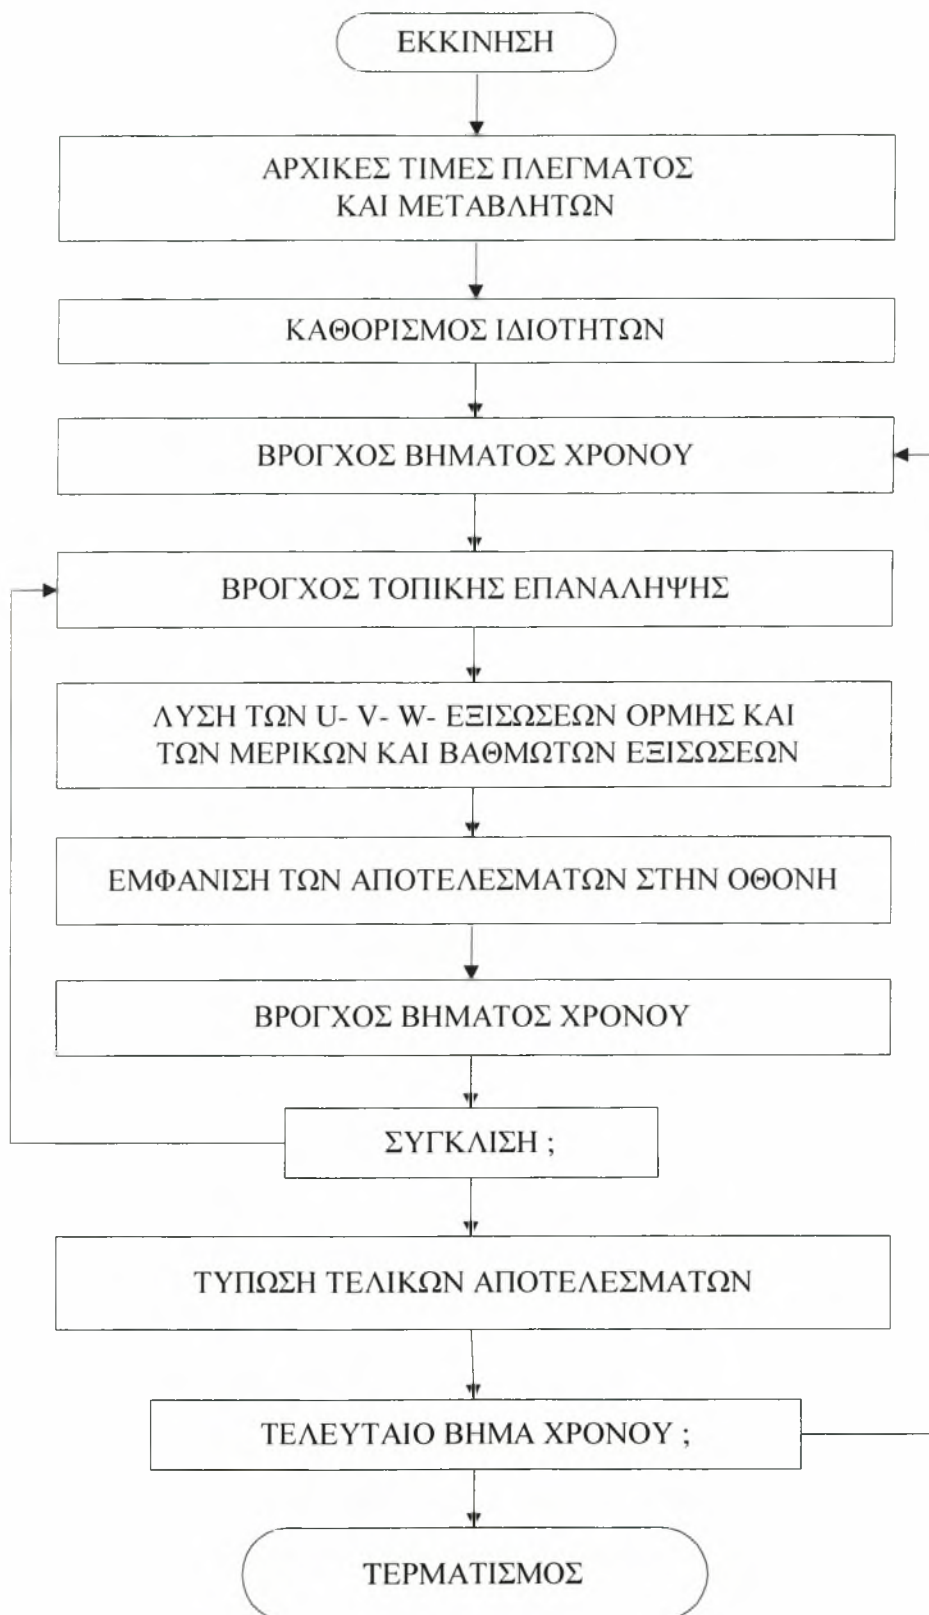 ΕΚΚΙΝΗΣΗ
ΑΡΧΙΚΕΣ ΤΙΜΕΣ ΠΛΕΓΜΑΤΟΣ
ΚΑΙ ΜΕΤΑΒΛΗΤΩΝ
ΚΑΘΟΡΙΣΜΟΣ ΙΔΙΟΤΗΤΩΝ
ΒΡΟΓΧΟΣ ΒΗΜΑΤΟΣ ΧΡΟΝΟΥ
ΒΡΟΓΧΟΣ ΤΟΠΙΚΗΣ ΕΠΑΝΑΛΗΨΗΣ
ΛΥΣΗ ΤΩΝ U- V- W- ΕΞΙΣΩΣΕΩΝ ΟΡΜΗΣ ΚΑΙ
ΤΩΝ ΜΕΡΙΚΩΝ ΚΑΙ ΒΑΘΜΩΤΩΝ ΕΞΙΣΩΣΕΩΝ
ΕΜΦΑΝΙΣΗ ΤΩΝ ΑΠΟΤΕΛΕΣΜΑΤΩΝ ΣΤΗΝ ΟΘΟΝΗ
ΒΡΟΓΧΟΣ ΒΗΜΑΤΟΣ ΧΡΟΝΟΥ
ΣΥΓΚΛΙΣΗ ;
ΤΥΠΩΣΗ ΤΕΛΙΚΩΝ ΑΠΟΤΕΛΕΣΜΑΤΩΝ
ΤΕΛΕΥΤΑΙΟ ΒΗΜΑ ΧΡΟΝΟΥ ;
ΤΕΡΜΑΤΙΣΜΟΣ